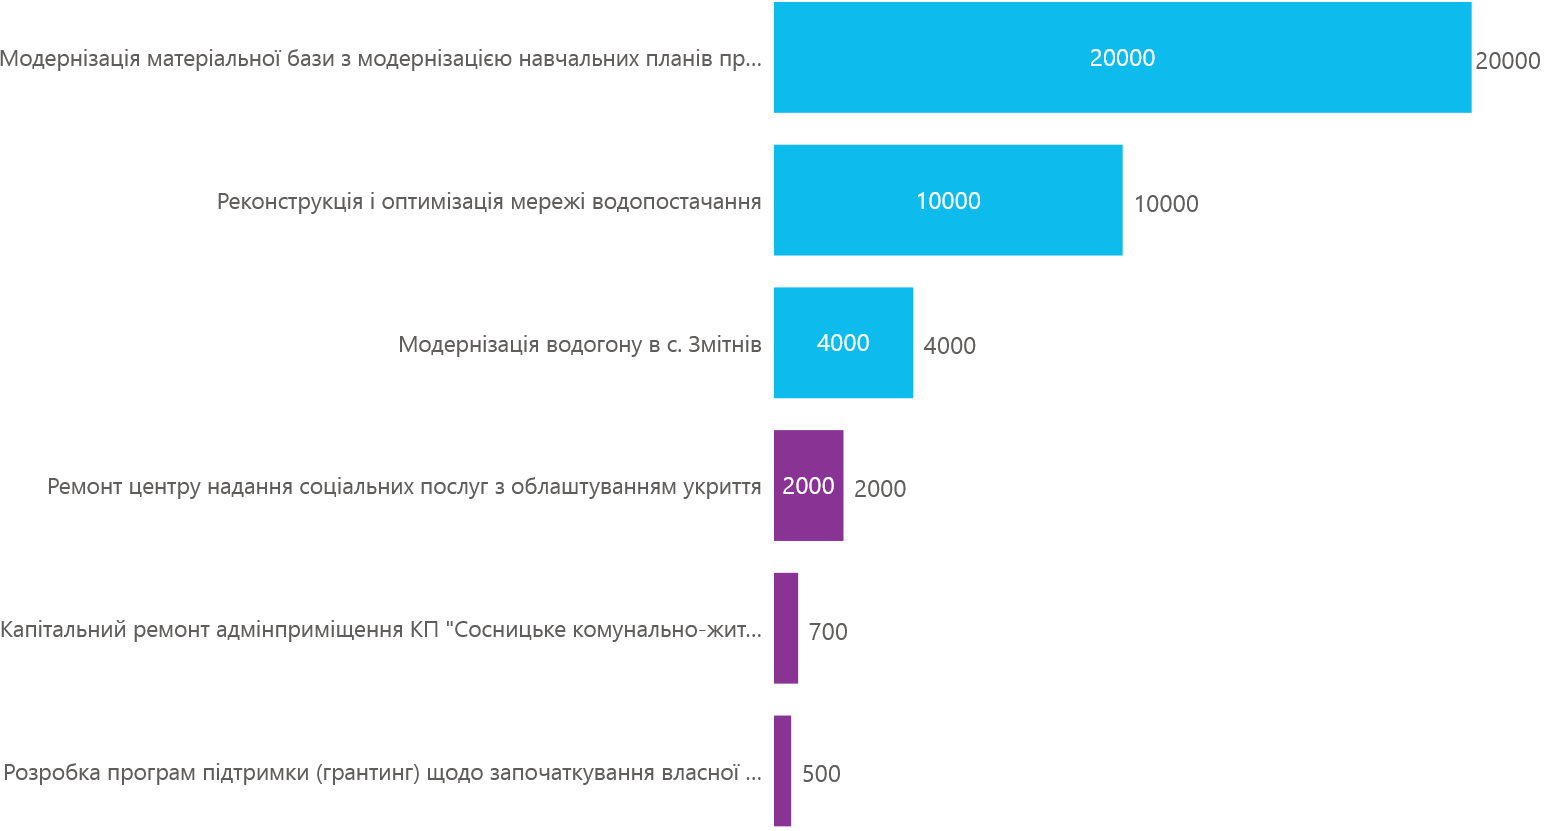 Модернізація матеріальної бази з модернізацією навчальних планів пр... 20000 20000
Реконструкція і оптимізація мережі водопостачання 10000 10000
Модернізація водогону в с. Змітнів 4000 4000
Ремонт центру надання соціальних послуг з облаштуванням укриття 2000 2000
Капітальний ремонт адмінприміщення КП "Сосницьке комунально-жит... 700
Розробка програм підтримки (грантинг) щодо започаткування власної ... 500